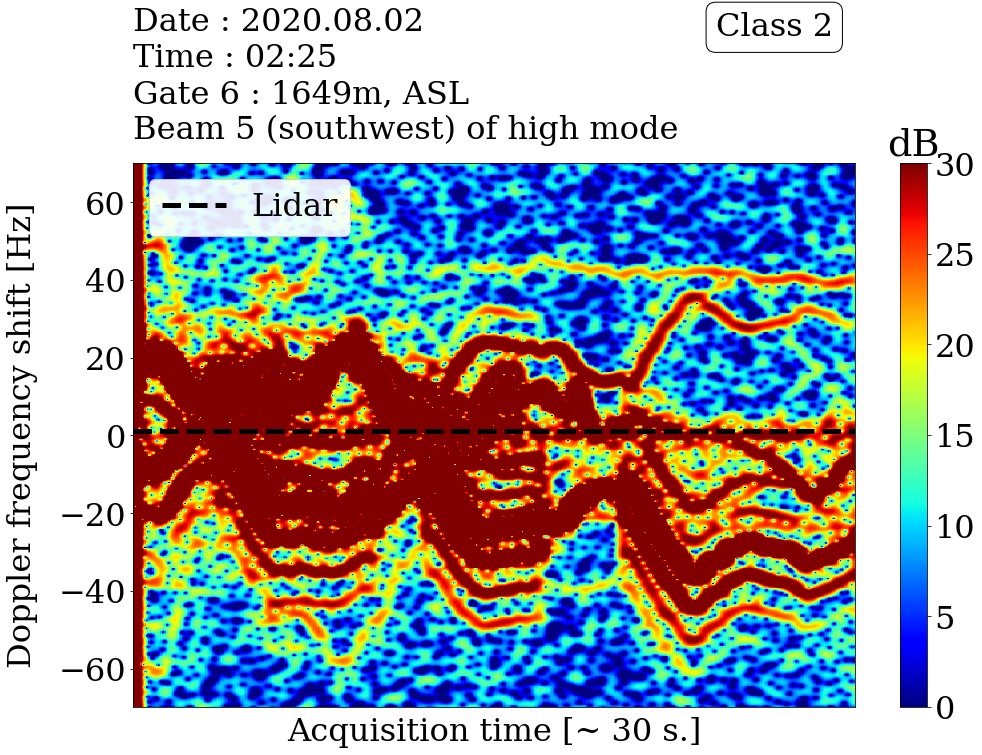 Date : 2020.08.02
Class 2
Time : 02:25
Gate 6 : 1649m, ASL
Beam 5 (southwest) of high mode
dB
Lidar
Doppler frequency shift [Hz]
60
40
20
0
−20
−40
−60
Acquisition time [~ 30 s.]
30
25
20
15
10
5
0